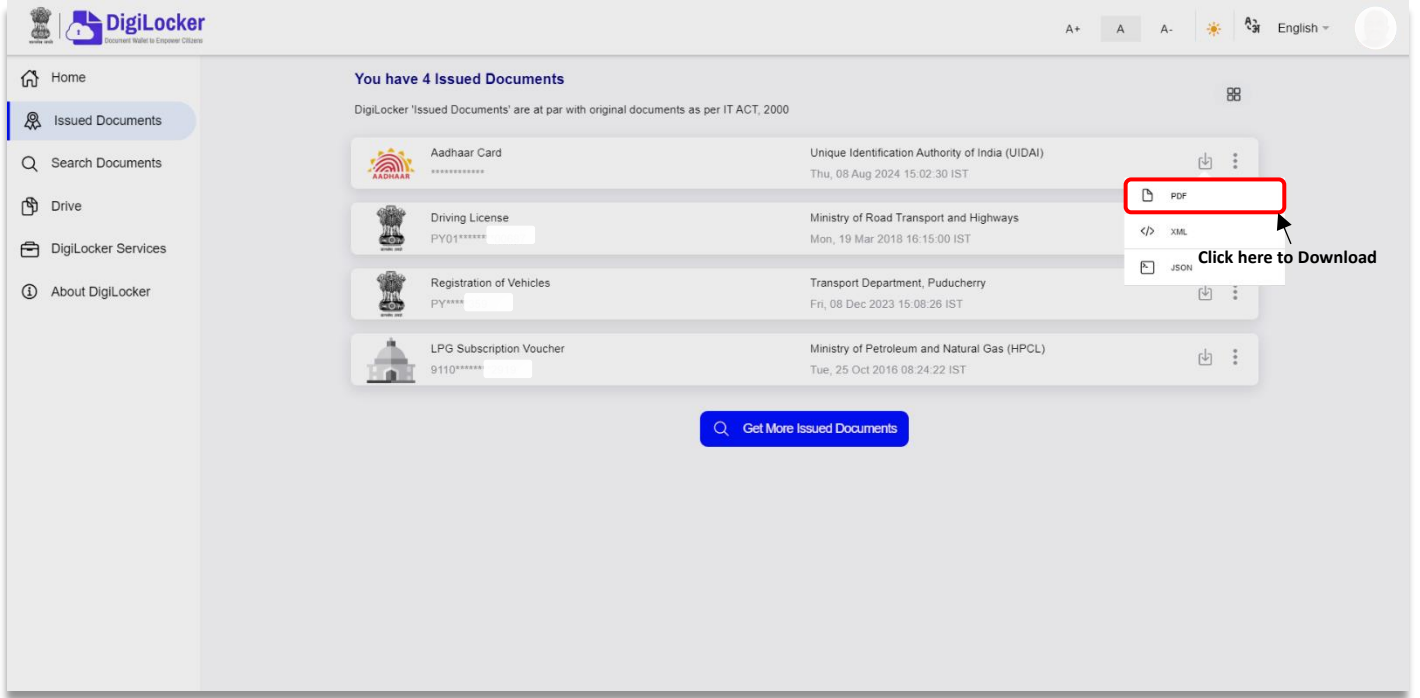 DigiLocker
Document Wallet to Empower Citizens
A+ A A- English
Home
Issued Documents
Search Documents
Drive
DigiLocker Services
About DigiLocker
You have 4 Issued Documents
DigiLocker 'Issued Documents' are at par with original documents as per IT ACT, 2000
Aadhaar Card
************
AADHAAR
Unique Identification Authority of India (UIDAI)
Thu, 08 Aug 2024 15:02:30 IST
PDF
XML
JSON
Click here to Download
Driving License
PY01******
Ministry of Road Transport and Highways
Mon, 19 Mar 2018 16:15:00 IST
Registration of Vehicles
PY****
Transport Department, Puducherry
Fri, 08 Dec 2023 15:08:26 IST
LPG Subscription Voucher
9110******
Ministry of Petroleum and Natural Gas (HPCL)
Tue, 25 Oct 2016 08:24:22 IST
Get More Issued Documents